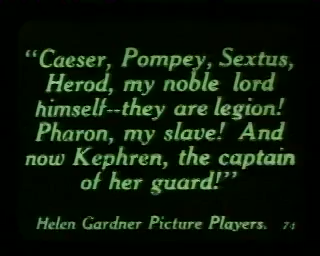 "Caeser, Pompey, Sextus,
Herod, my noble lord
himself--they are legion!
Pharon, my slave! And
now Kephren, the captain
of her guard!"
Helen Gardner Picture Players. 74